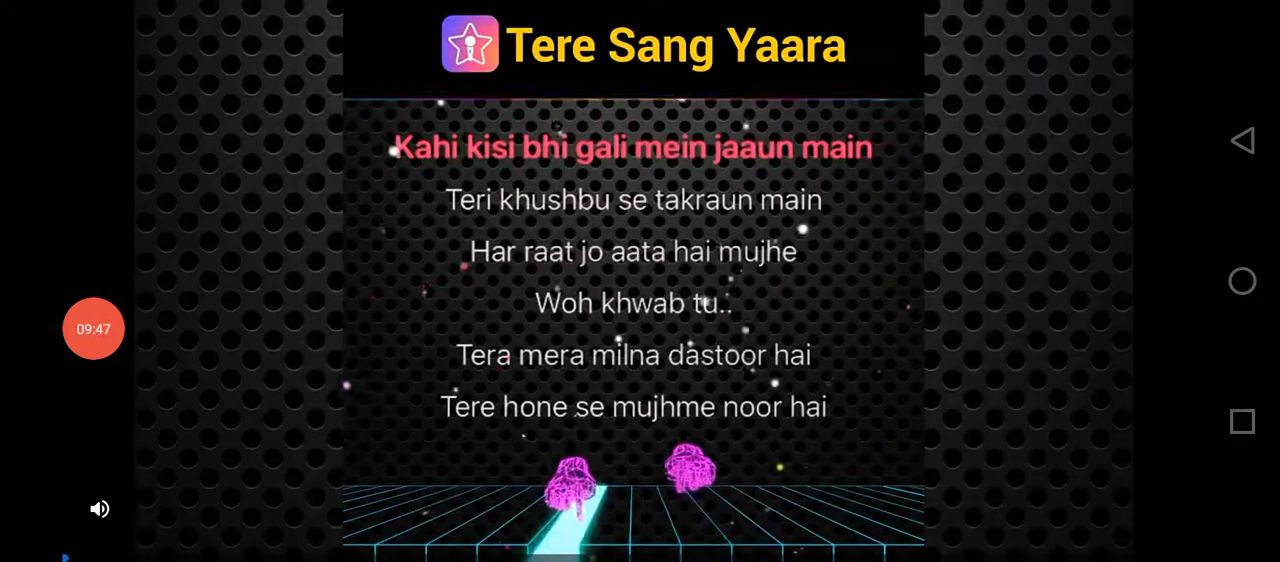 Tere Sang Yaara
Kahi kisi bhi gali mein jaaun main
Teri khushbu se takraun main
Har raat jo aata hai mujhe
Woh khwab tu..
Tera mera milna dastoor hai
Tere hone se mujhme noor hai
09:47